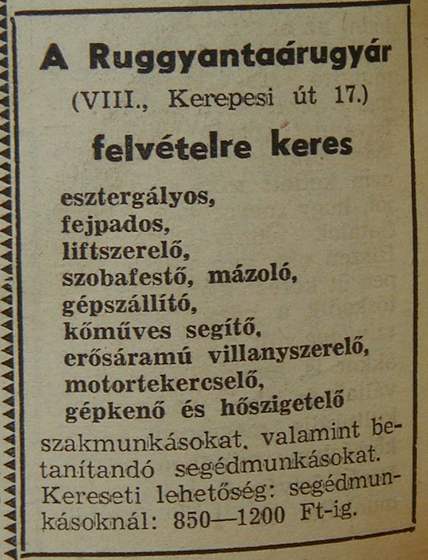 A Ruggyantaárugyár
(VIII., Kerepesi út 17.)
felvételre keres
esztergályos,
fejpados,
liftszerelő,
szobafestő, mázoló,
gépszállító,
kőműves segítő,
erősáramú villanyszerelő,
motortekercselő,
gépkenő és hőszigetelő
szakmunkásokat, valamint be-
tanítandó segédmunkásokat.
Kereseti lehetőség: segédmun-
kásoknál: 850—1200 Ft-ig.